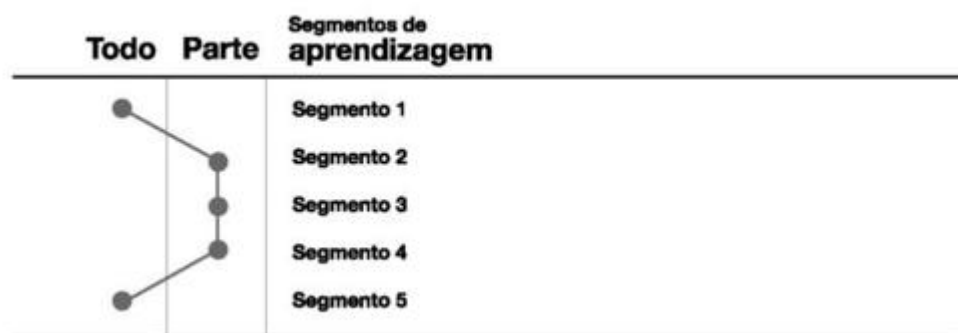 Todo Parte Segmentos de aprendizagem
Segmento 1
Segmento 2
Segmento 3
Segmento 4
Segmento 5